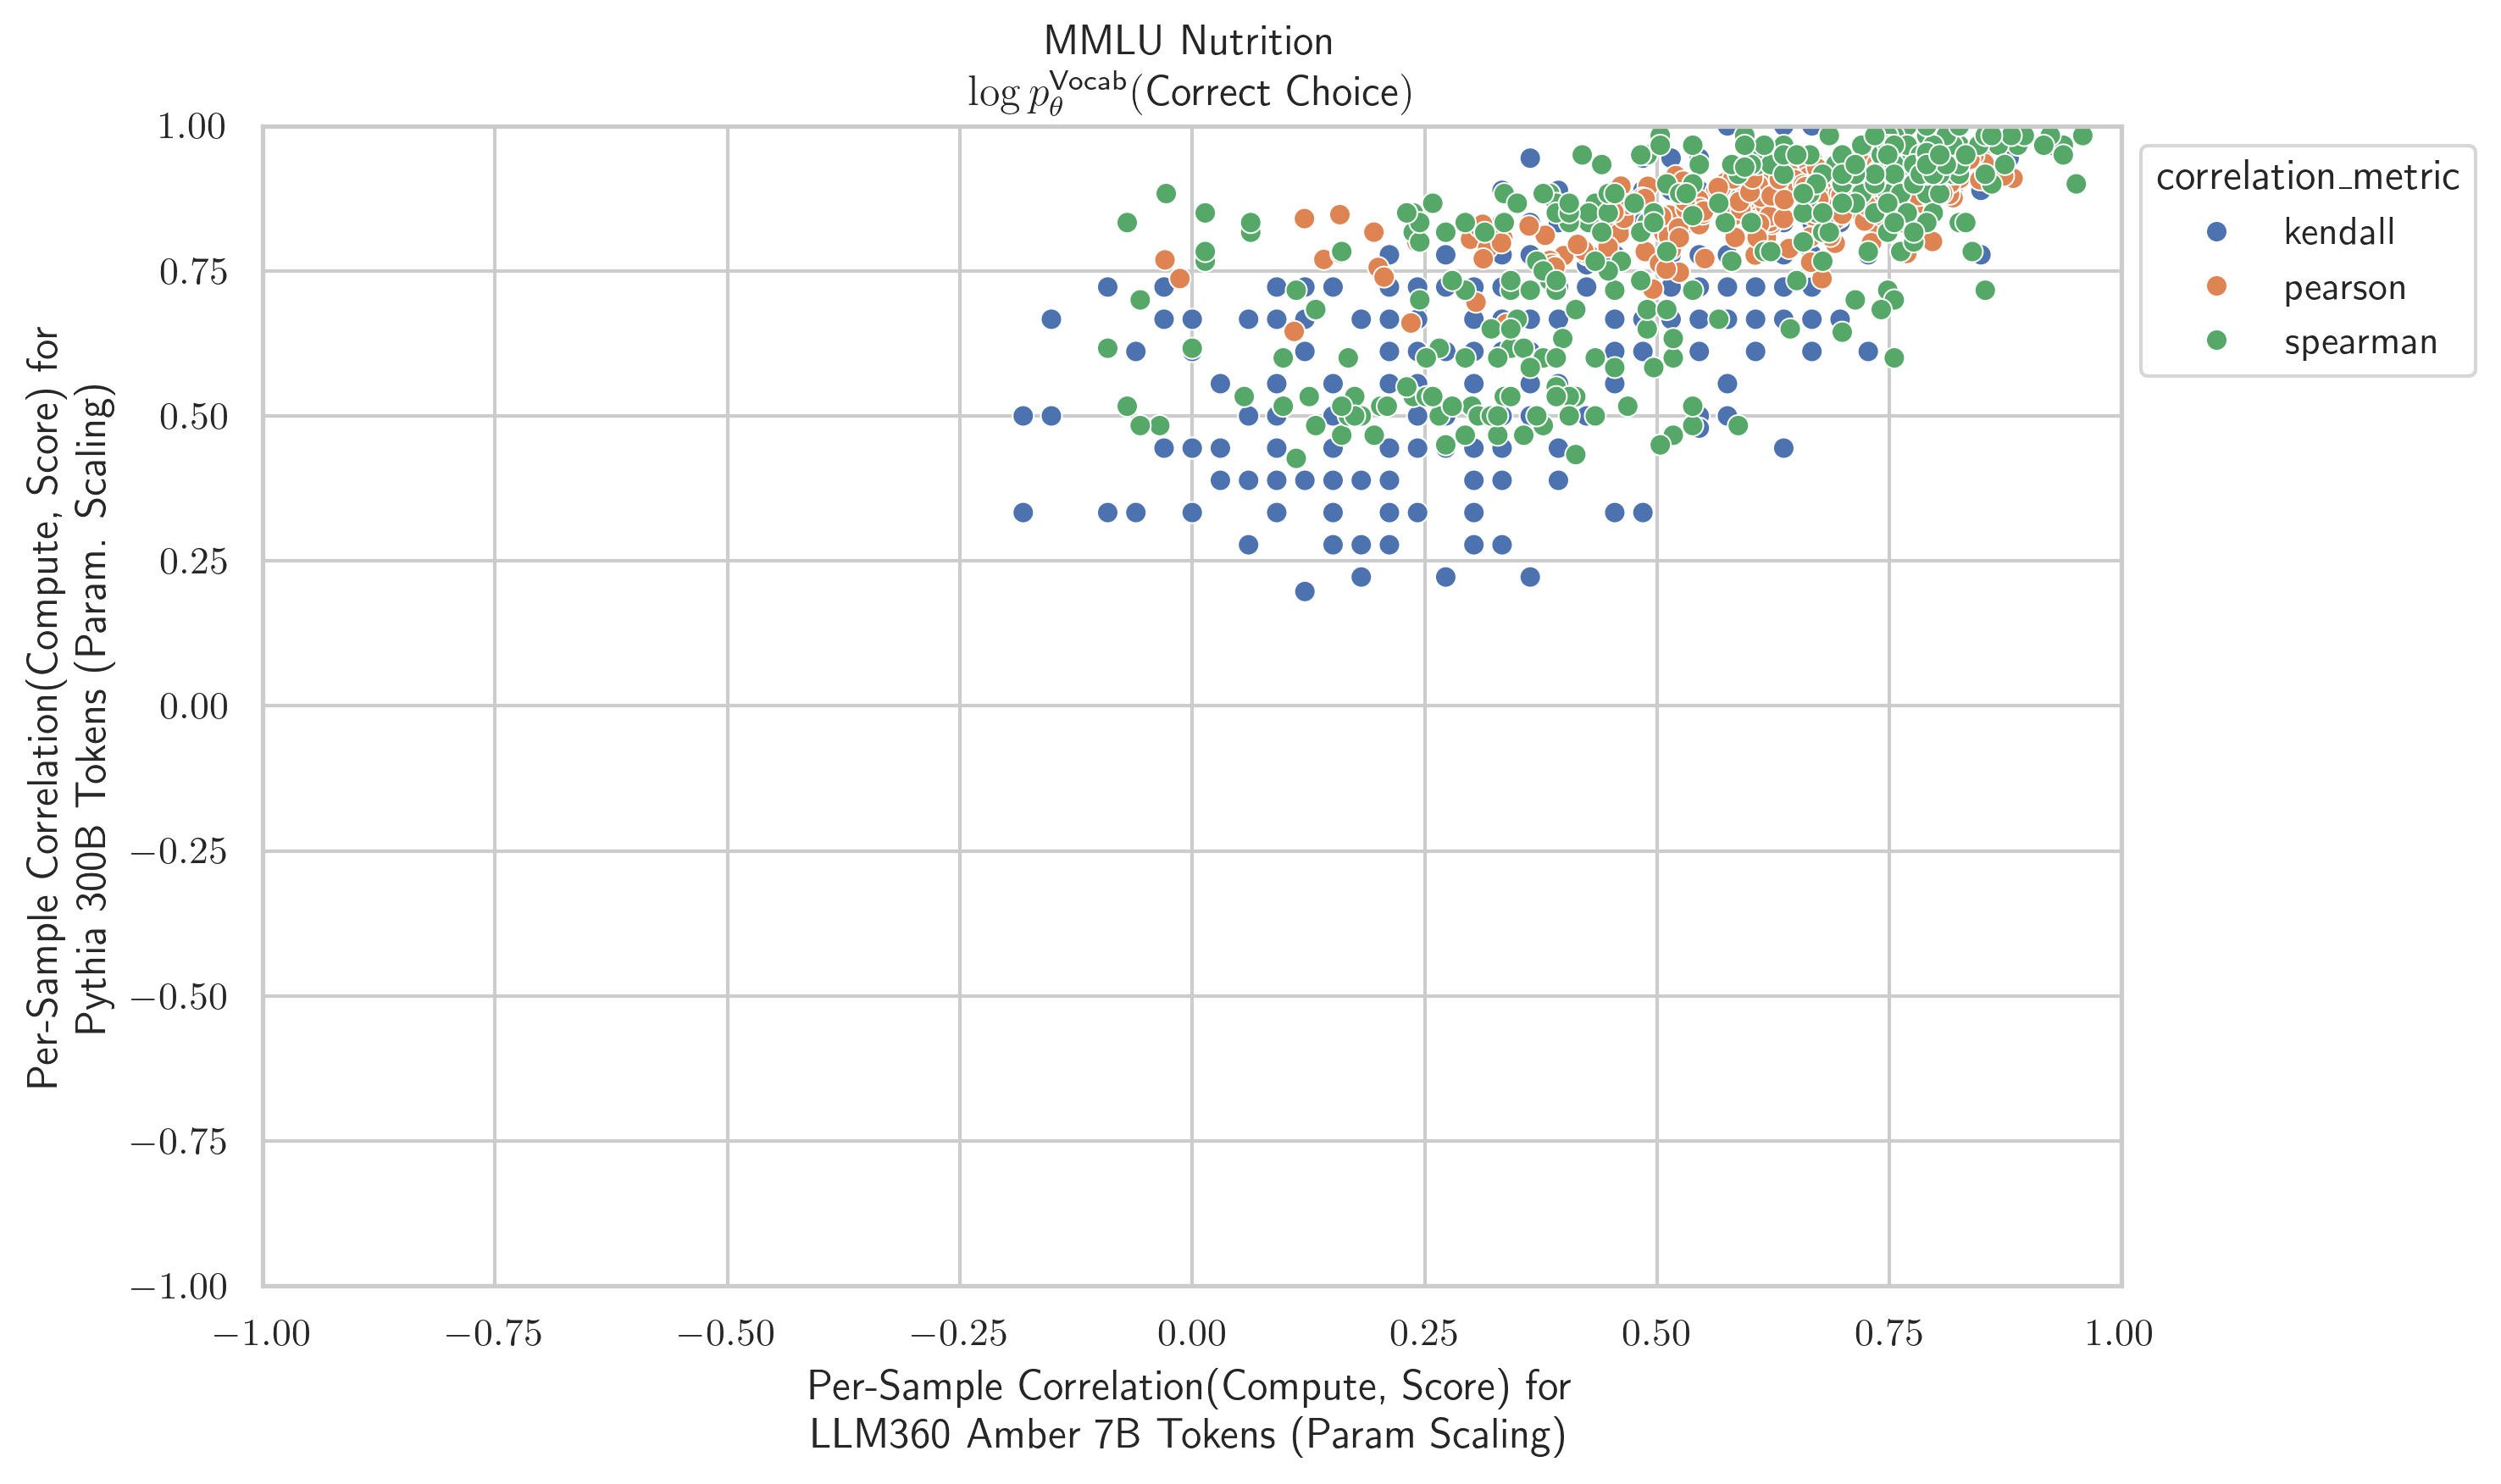 MMLU Nutrition
log p_θ^Vocab(Correct Choice)
1.00
0.75
0.50
0.25
0.00
−0.25
−0.50
−0.75
−1.00
Per-Sample Correlation(Compute, Score) for
Pythia 300B Tokens (Param. Scaling)
−1.00 −0.75 −0.50 −0.25 0.00 0.25 0.50 0.75 1.00
Per-Sample Correlation(Compute, Score) for
LLM360 Amber 7B Tokens (Param Scaling)
correlation_metric
kendall
pearson
spearman